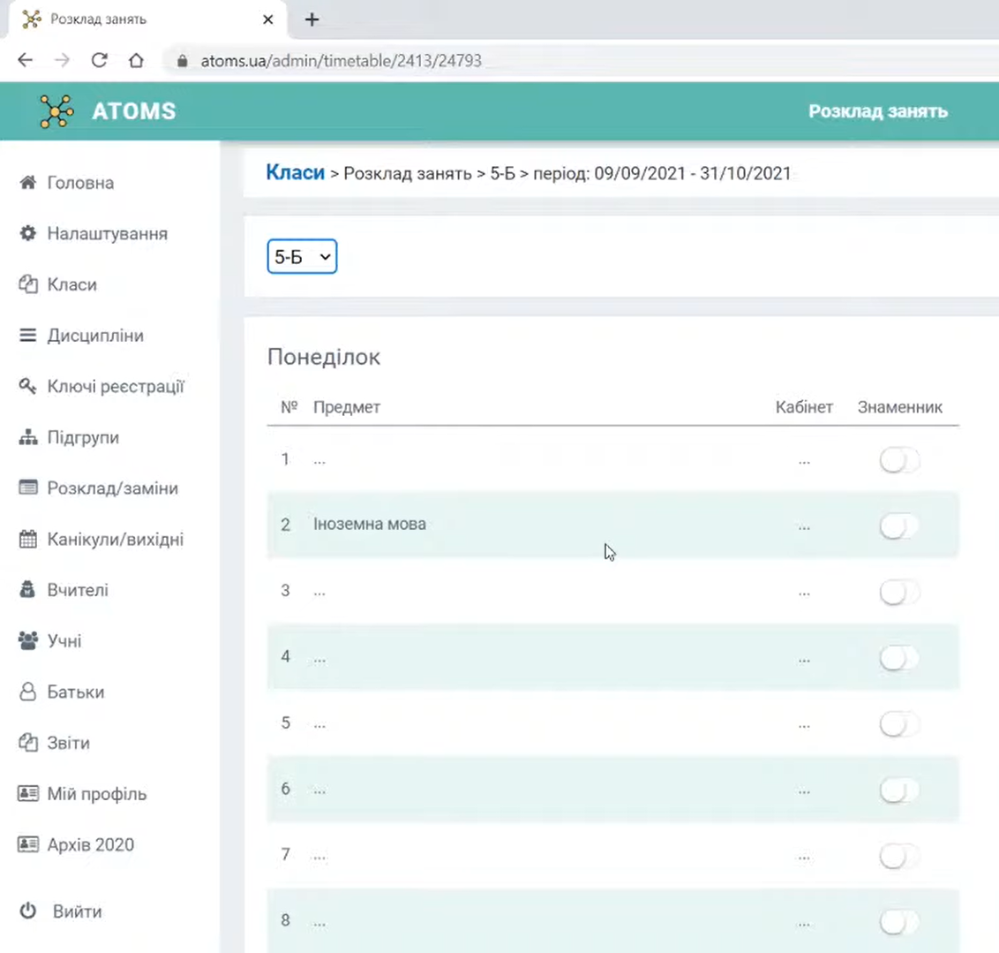 Розклад занять
atoms.ua/admin/timetable/2413/24793
ATOMS
Розклад занять
Головна
Налаштування
Класи
Дисципліни
Ключі реєстрації
Підгрупи
Розклад/заміни
Канікули/вихідні
Вчителі
Учні
Батьки
Звіти
Мій профіль
Архів 2020
Вийти
Класи > Розклад занять > 5-Б > період: 09/09/2021 - 31/10/2021
5-Б
Понеділок
№ Предмет Кабінет Знаменник
1 ... ...
2 Іноземна мова ...
3 ... ...
4 ... ...
5 ... ...
6 ... ...
7 ... ...
8 ... ...